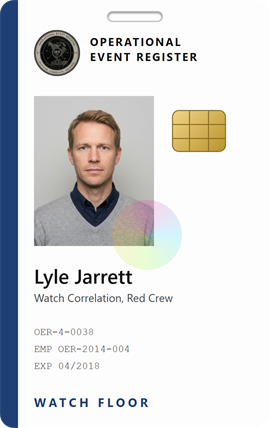 OPERATIONAL
EVENT REGISTER
Lyle Jarrett
Watch Correlation, Red Crew
OER-4-0038
EMP OER-2014-004
EXP 04/2018
WATCH FLOOR